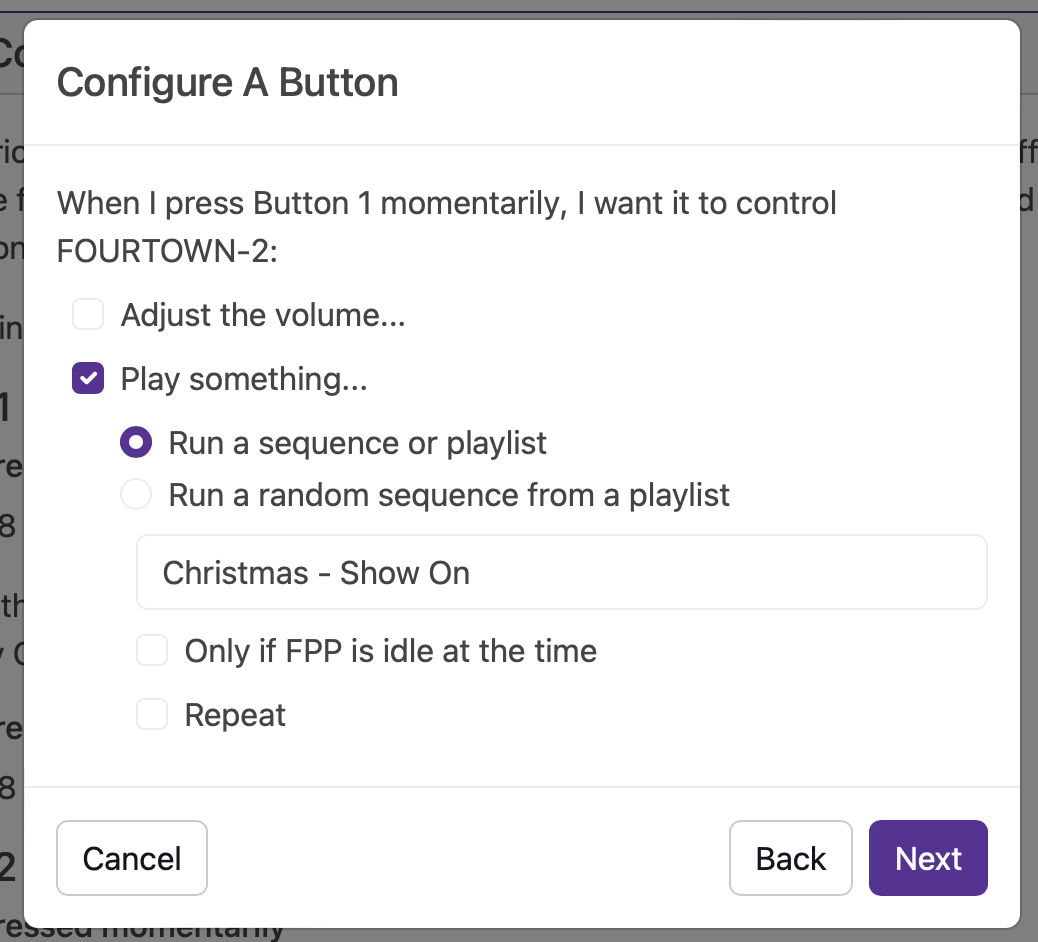 Configure A Button
When I press Button 1 momentarily, I want it to control
FOURTOWN-2:
Adjust the volume...
Play something...
Run a sequence or playlist
Run a random sequence from a playlist
Christmas - Show On
Only if FPP is idle at the time
Repeat
Cancel
Back
Next